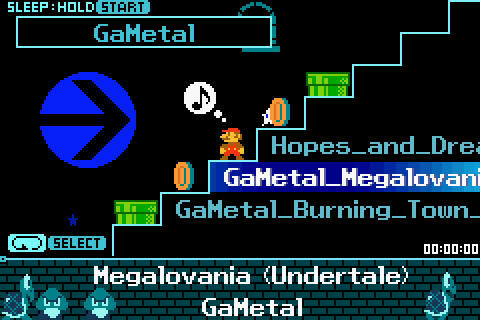 SLEEP:HOLD START
GaMetal
Hopes_and_Drea
GaMetal_Megalovani
GaMetal_Burning_Town_
SELECT
00:00:00
Megalovania (Undertale)
GaMetal